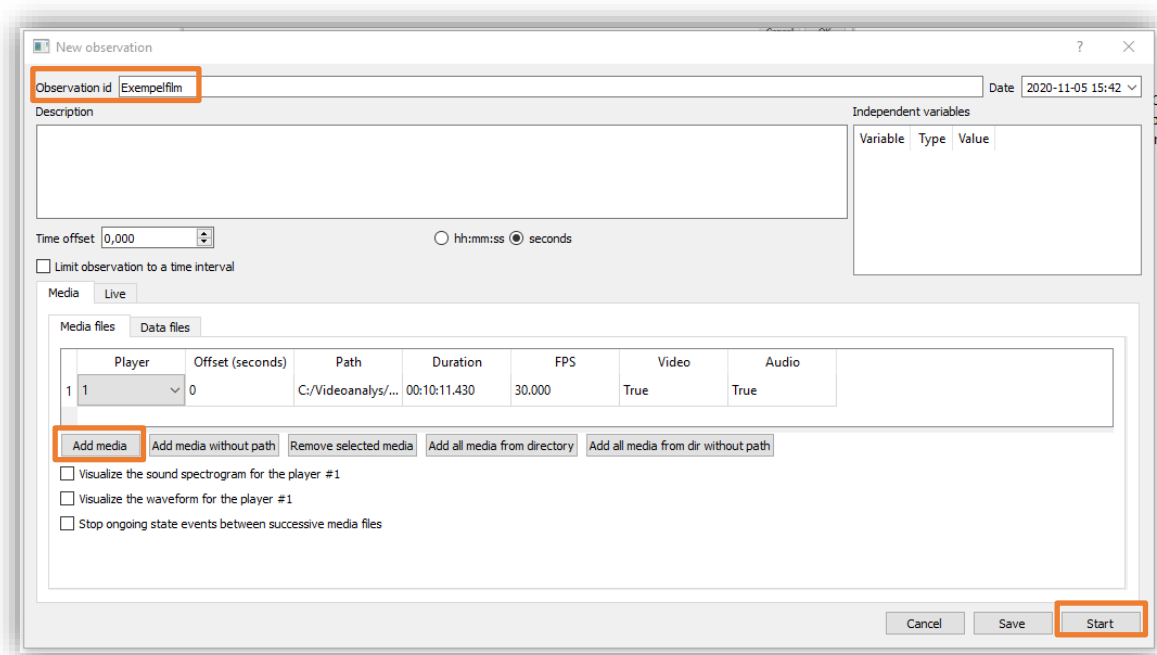 New observation
Observation id Exempelfilm Date 2020-11-05 15:42
Description Independent variables
Variable Type Value
Time offset 0,000 hh:mm:ss seconds
Limit observation to a time interval
Media Live
Media files Data files
Player Offset (seconds) Path Duration FPS Video Audio
1 1 0 C:/Videoanalys/... 00:10:11.430 30.000 True True
Add media Add media without path Remove selected media Add all media from directory Add all media from dir without path
Visualize the sound spectrogram for the player #1
Visualize the waveform for the player #1
Stop ongoing state events between successive media files
Cancel Save Start